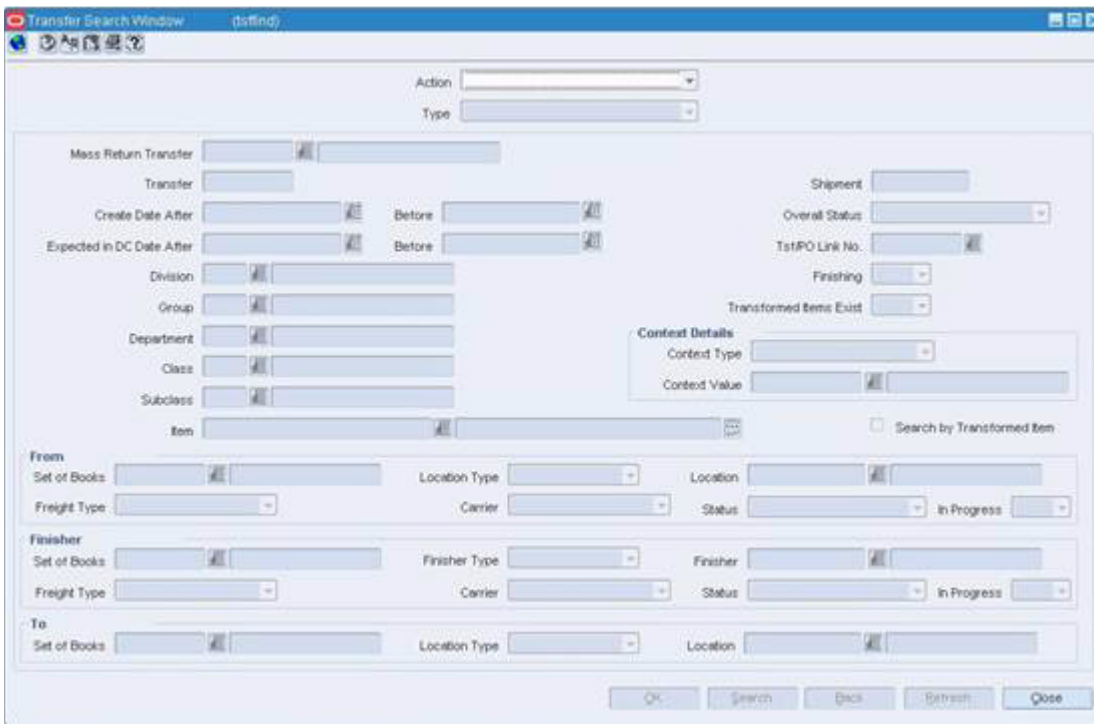 Transfer Search Window (tsffind)
Action
Type
Mass Return Transfer
Transfer Shipment
Create Date After Before Overall Status
Expected in DC Date After Before Tsf/PO Link No.
Division Finishing
Group Transformed Items Exist
Department Context Details
Class Context Type
Subclass Context Value
Item Search by Transformed Item
From
Set of Books Location Type Location
Freight Type Carrier Status In Progress
Finisher
Set of Books Finisher Type Finisher
Freight Type Carrier Status In Progress
To
Set of Books Location Type Location
OK Search Back Refresh Close